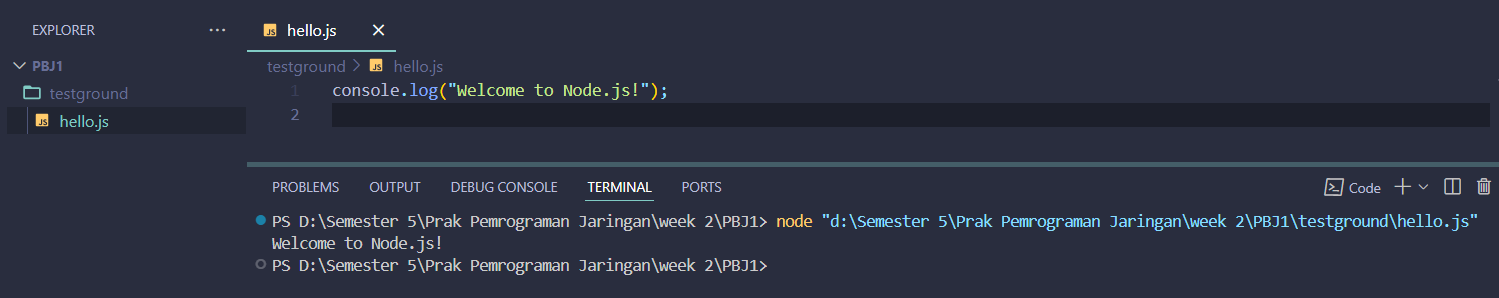 EXPLORER ...
hello.js
PBJ1
testground > hello.js
1 console.log("Welcome to Node.js!");
testground
2
hello.js
PROBLEMS OUTPUT DEBUG CONSOLE TERMINAL PORTS
Code
PS D:\Semester 5\Prak Pemrograman Jaringan\week 2\PBJ1> node "d:\Semester 5\Prak Pemrograman Jaringan\week 2\PBJ1\testground\hello.js"
Welcome to Node.js!
PS D:\Semester 5\Prak Pemrograman Jaringan\week 2\PBJ1>